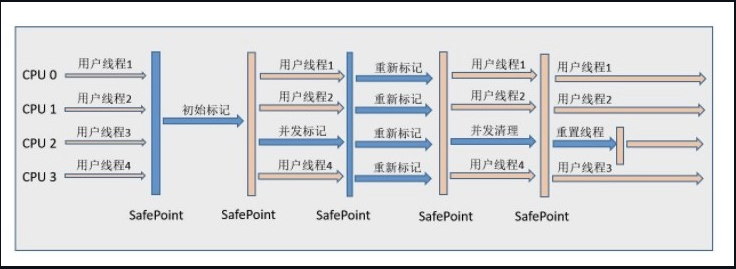 CPU 0 用户线程1 用户线程1 重新标记 用户线程1 用户线程1
CPU 1 用户线程2 初始标记 用户线程2 重新标记 用户线程2 用户线程2
CPU 2 用户线程3 并发标记 重新标记 并发清理 重置线程
CPU 3 用户线程4 用户线程4 重新标记 用户线程4 用户线程3
SafePoint SafePoint SafePoint SafePoint SafePoint